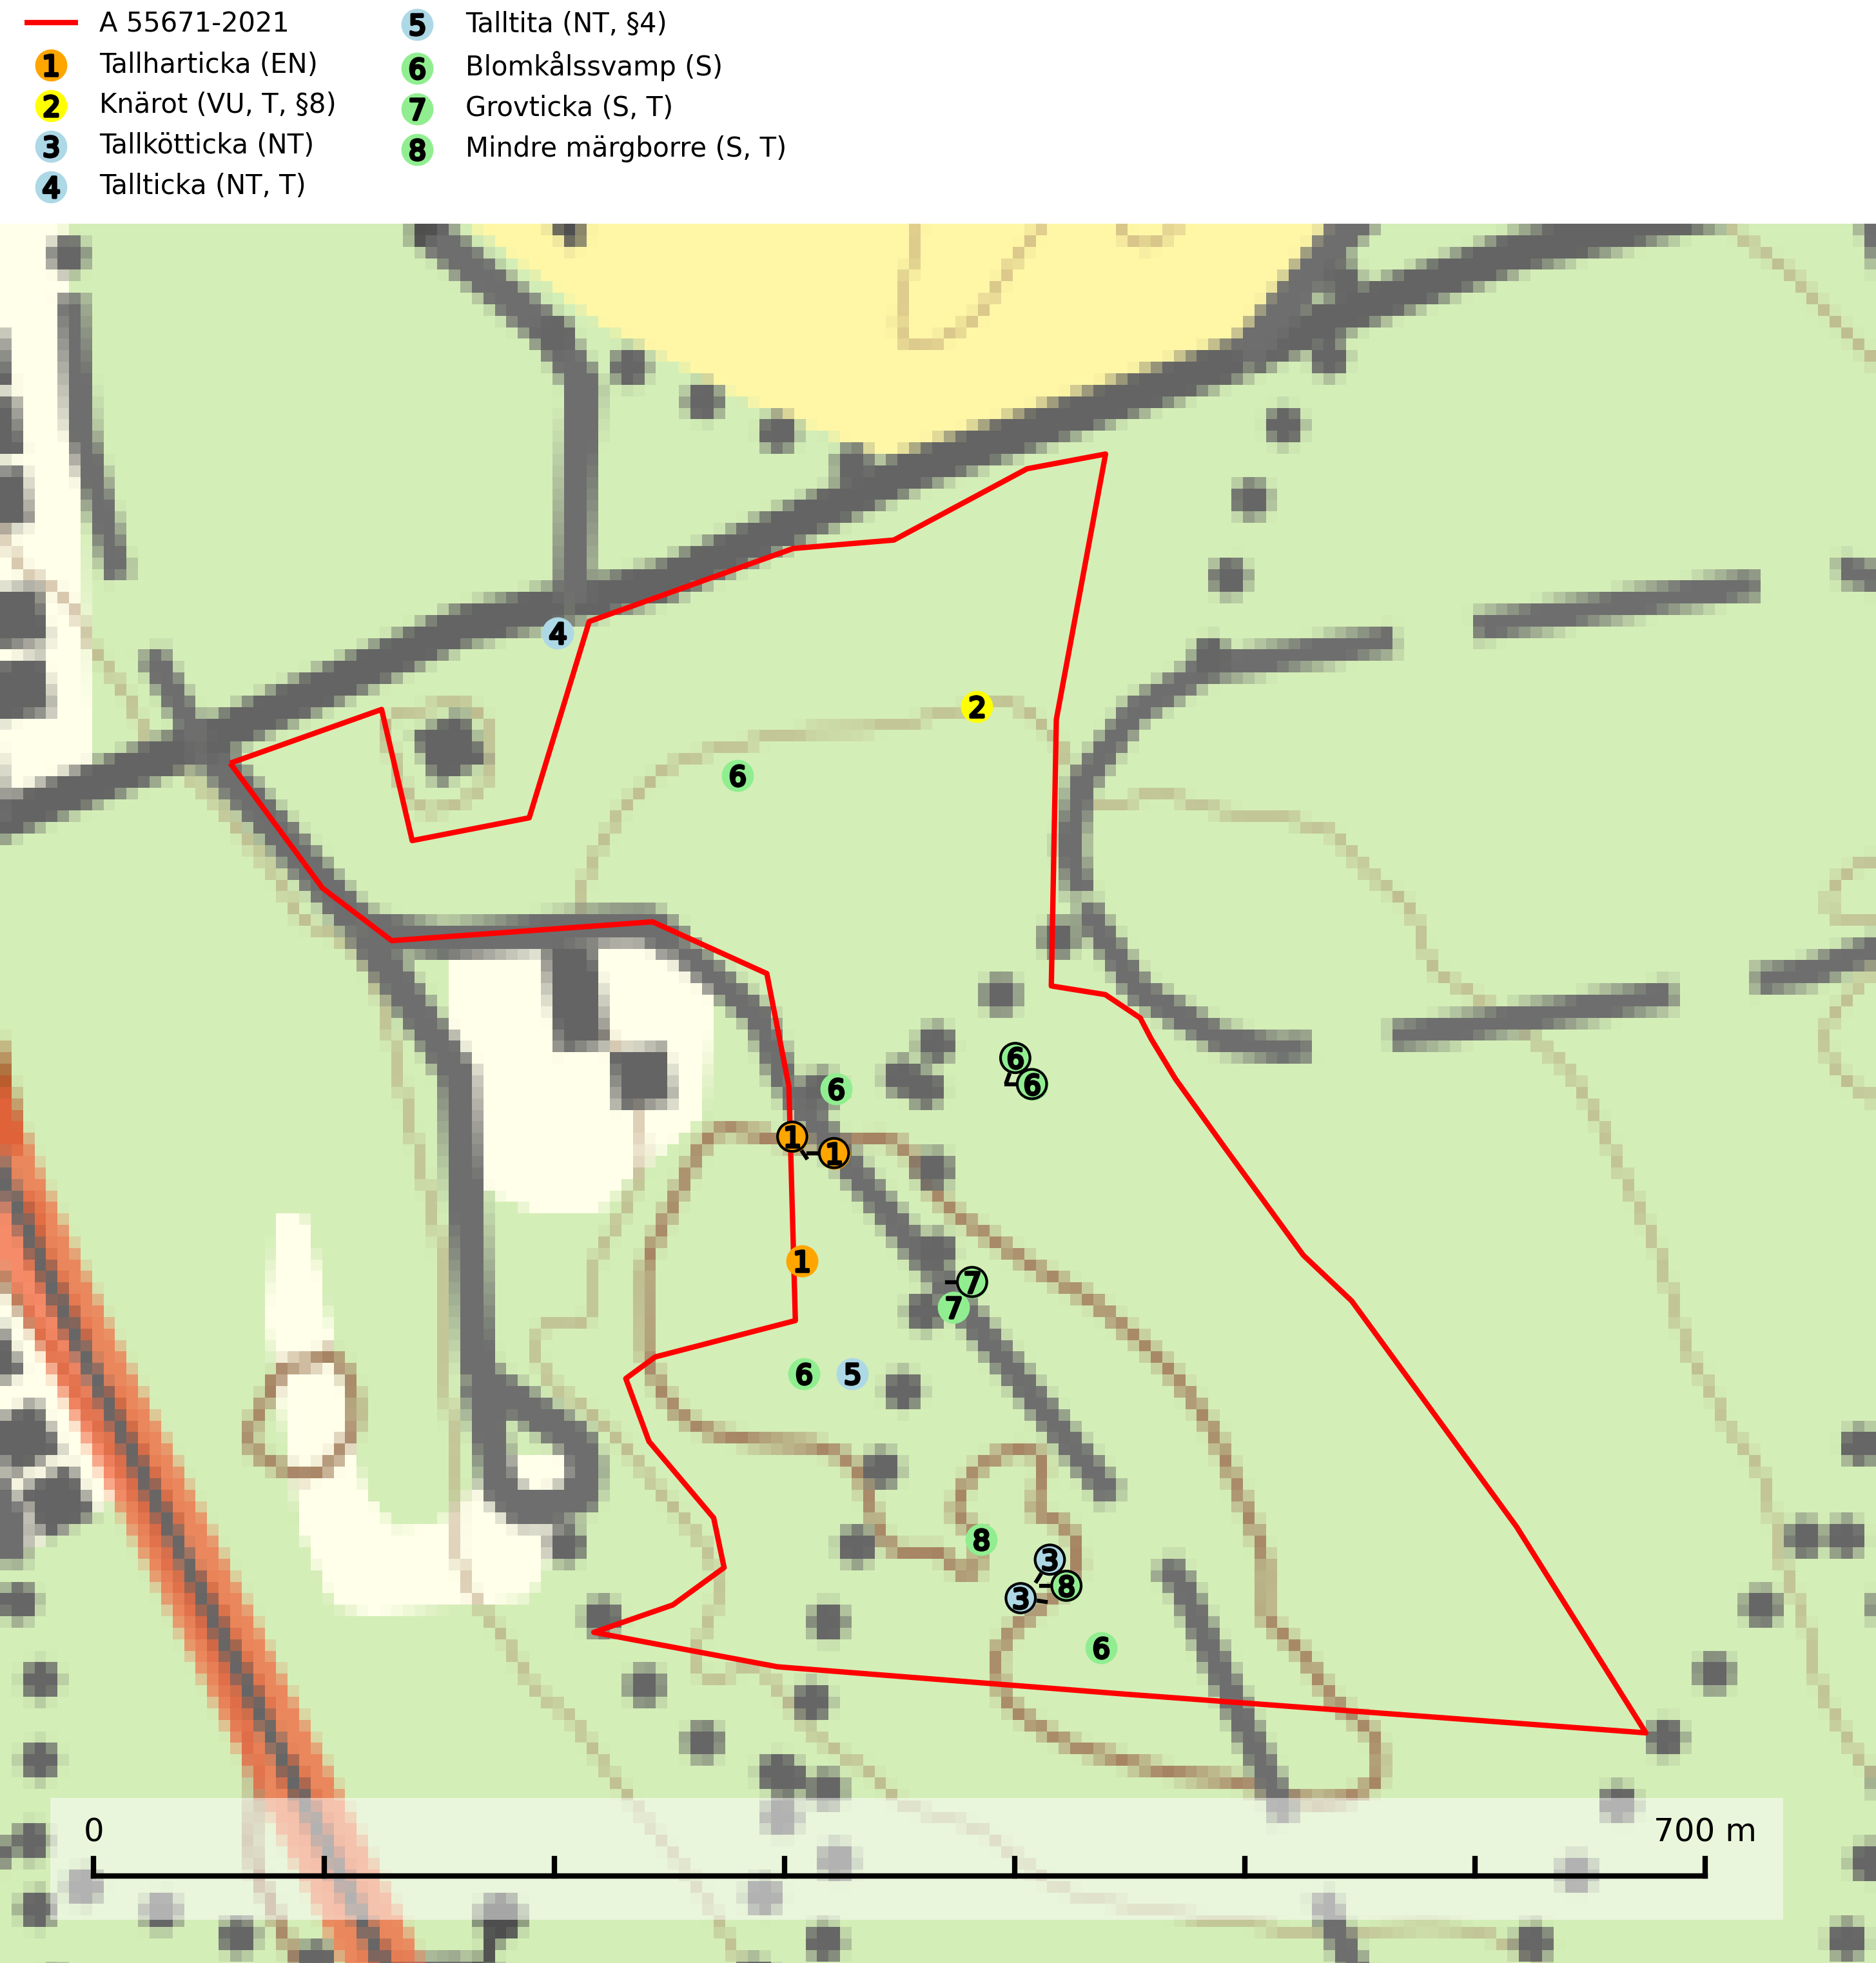 A 55671-2021
1 Tallharticka (EN)
2 Knärot (VU, T, §8)
3 Tallkötticka (NT)
4 Tallticka (NT, T)
5 Talltita (NT, §4)
6 Blomkålssvamp (S)
7 Grovticka (S, T)
8 Mindre märgborre (S, T)
4
2
6
6
6
6
1
1
1
7
7
6
5
8
3
8
3
6
0
700 m